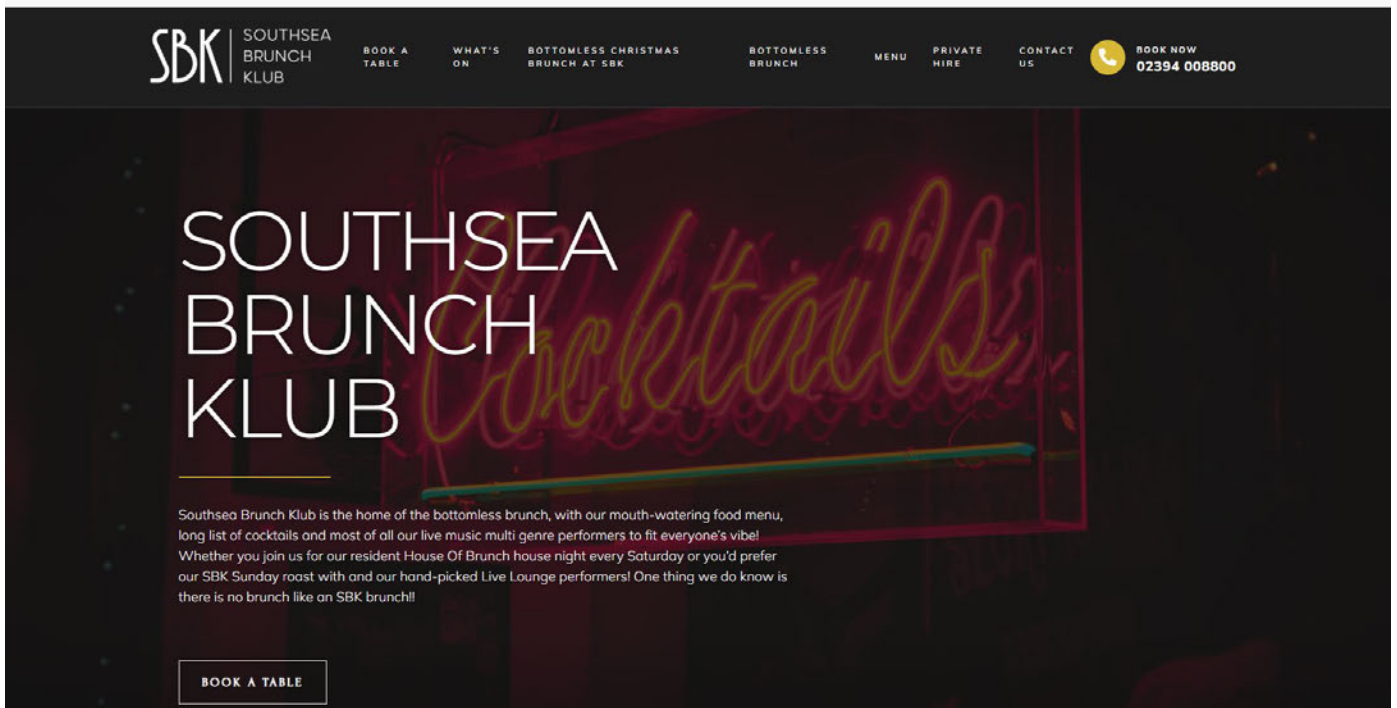 SBK
SOUTHSEA
BRUNCH
KLUB
BOOK A
TABLE
WHAT'S
ON
BOTTOMLESS CHRISTMAS
BRUNCH AT SBK
BOTTOMLESS
BRUNCH
MENU
PRIVATE
HIRE
CONTACT
US
BOOK NOW
02394 008800
Cocktails
SOUTHSEA
BRUNCH
KLUB
Southsea Brunch Klub is the home of the bottomless brunch, with our mouth-watering food menu,
long list of cocktails and most of all our live music multi genre performers to fit everyone's vibe!
Whether you join us for our resident House Of Brunch house night every Saturday or you'd prefer
our SBK Sunday roast with and our hand-picked Live Lounge performers! One thing we do know is
there is no brunch like an SBK brunch!!
BOOK A TABLE